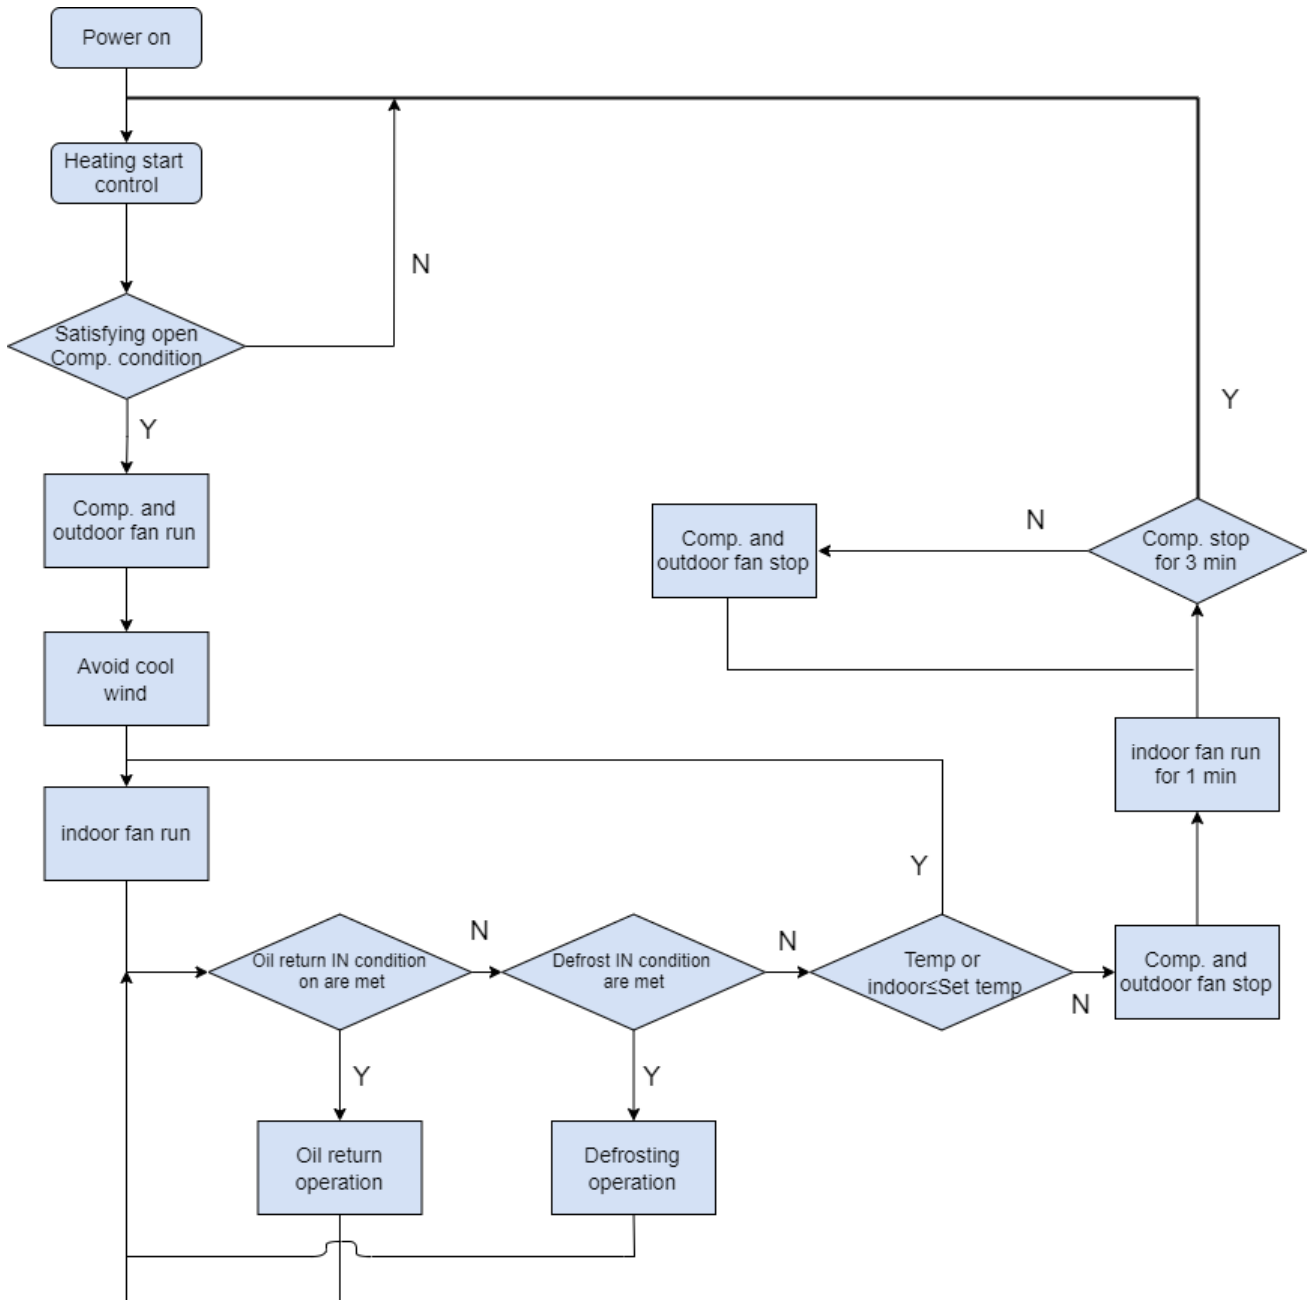 Power on
Heating start
control
N
Satisfying open
Comp. condition
Y
Y
Comp. and
outdoor fan run
Comp. and
outdoor fan stop
N
Comp. stop
for 3 min
Avoid cool
wind
indoor fan run
for 1 min
indoor fan run
Y
Oil return IN condition
on are met
N
Defrost IN condition
are met
N
Temp or
indoor≤Set temp
N
Comp. and
outdoor fan stop
Y
Y
Oil return
operation
Defrosting
operation